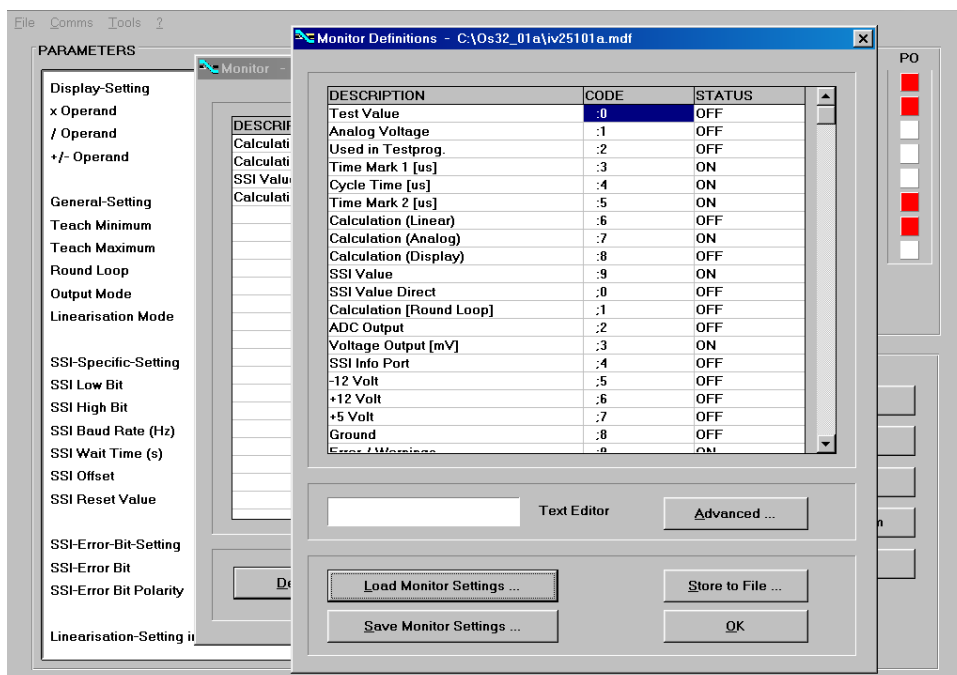 File Comms Tools ?
PARAMETERS
Display-Setting
x Operand
/ Operand
+/- Operand
General-Setting
Teach Minimum
Teach Maximum
Round Loop
Output Mode
Linearisation Mode
SSI-Specific-Setting
SSI Low Bit
SSI High Bit
SSI Baud Rate (Hz)
SSI Wait Time (s)
SSI Offset
SSI Reset Value
SSI-Error-Bit-Setting
SSI-Error Bit
SSI-Error Bit Polarity
Linearisation-Setting
Monitor -
DESCRIP
Calculati
Calculati
SSI Valu
Calculati
De
Monitor Definitions - C:\Os32_01a\iv25101a.mdf
DESCRIPTION CODE STATUS
Test Value :0 OFF
Analog Voltage :1 OFF
Used in Testprog. :2 OFF
Time Mark 1 [us] :3 ON
Cycle Time [us] :4 ON
Time Mark 2 [us] :5 ON
Calculation (Linear) :6 OFF
Calculation (Analog) :7 ON
Calculation (Display) :8 OFF
SSI Value :9 ON
SSI Value Direct ;0 OFF
Calculation [Round Loop] ;1 OFF
ADC Output ;2 OFF
Voltage Output [mV] ;3 ON
SSI Info Port ;4 OFF
-12 Volt ;5 OFF
+12 Volt ;6 OFF
+5 Volt ;7 OFF
Ground ;8 OFF
Error / Warnings ;9 ON
Text Editor
Advanced ...
Load Monitor Settings ...
Store to File ...
Save Monitor Settings ...
OK
PO